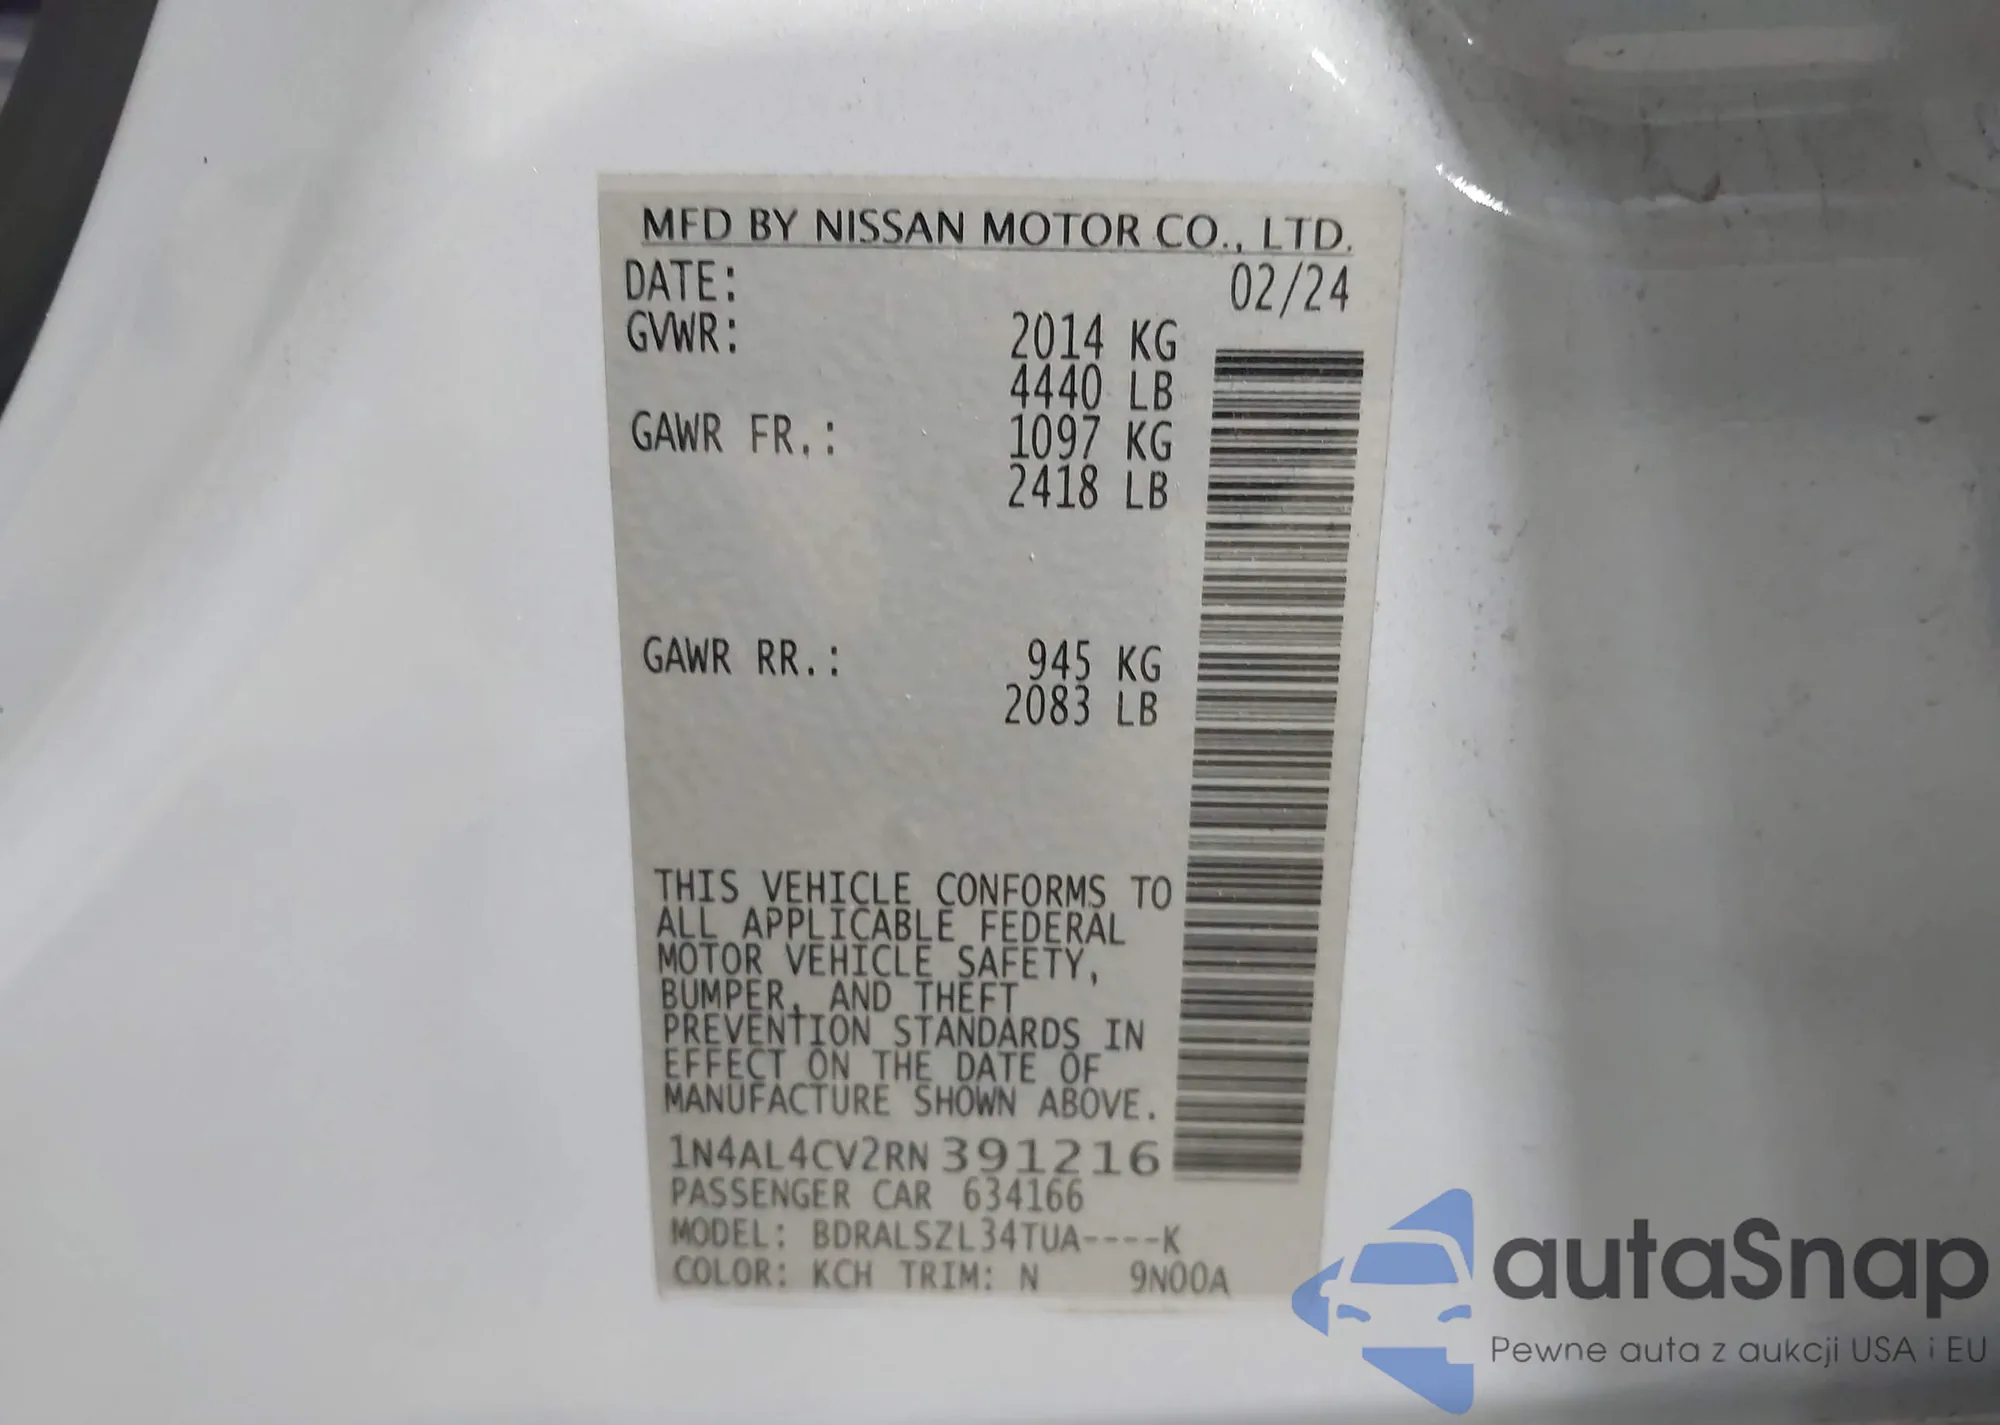 MFD BY NISSAN MOTOR CO., LTD.
DATE: 02/24
GVWR: 2014 KG
4440 LB
GAWR FR.: 1097 KG
2418 LB
GAWR RR.: 945 KG
2083 LB
THIS VEHICLE CONFORMS TO
ALL APPLICABLE FEDERAL
MOTOR VEHICLE SAFETY,
BUMPER, AND THEFT
PREVENTION STANDARDS IN
EFFECT ON THE DATE OF
MANUFACTURE SHOWN ABOVE.
1N4AL4CV2RN391216
PASSENGER CAR 634166
MODEL: BDRALSZL34TUA----K
COLOR: KCH TRIM: N 9N00A
autaSnap
Pewne auta z aukcji USA i EU